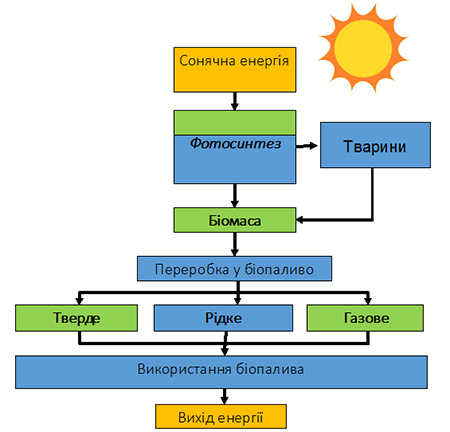 Сонячна енергія
Фотосинтез
Тварини
Біомаса
Переробка у біопаливо
Тверде
Рідке
Газове
Використання біопалива
Вихід енергії